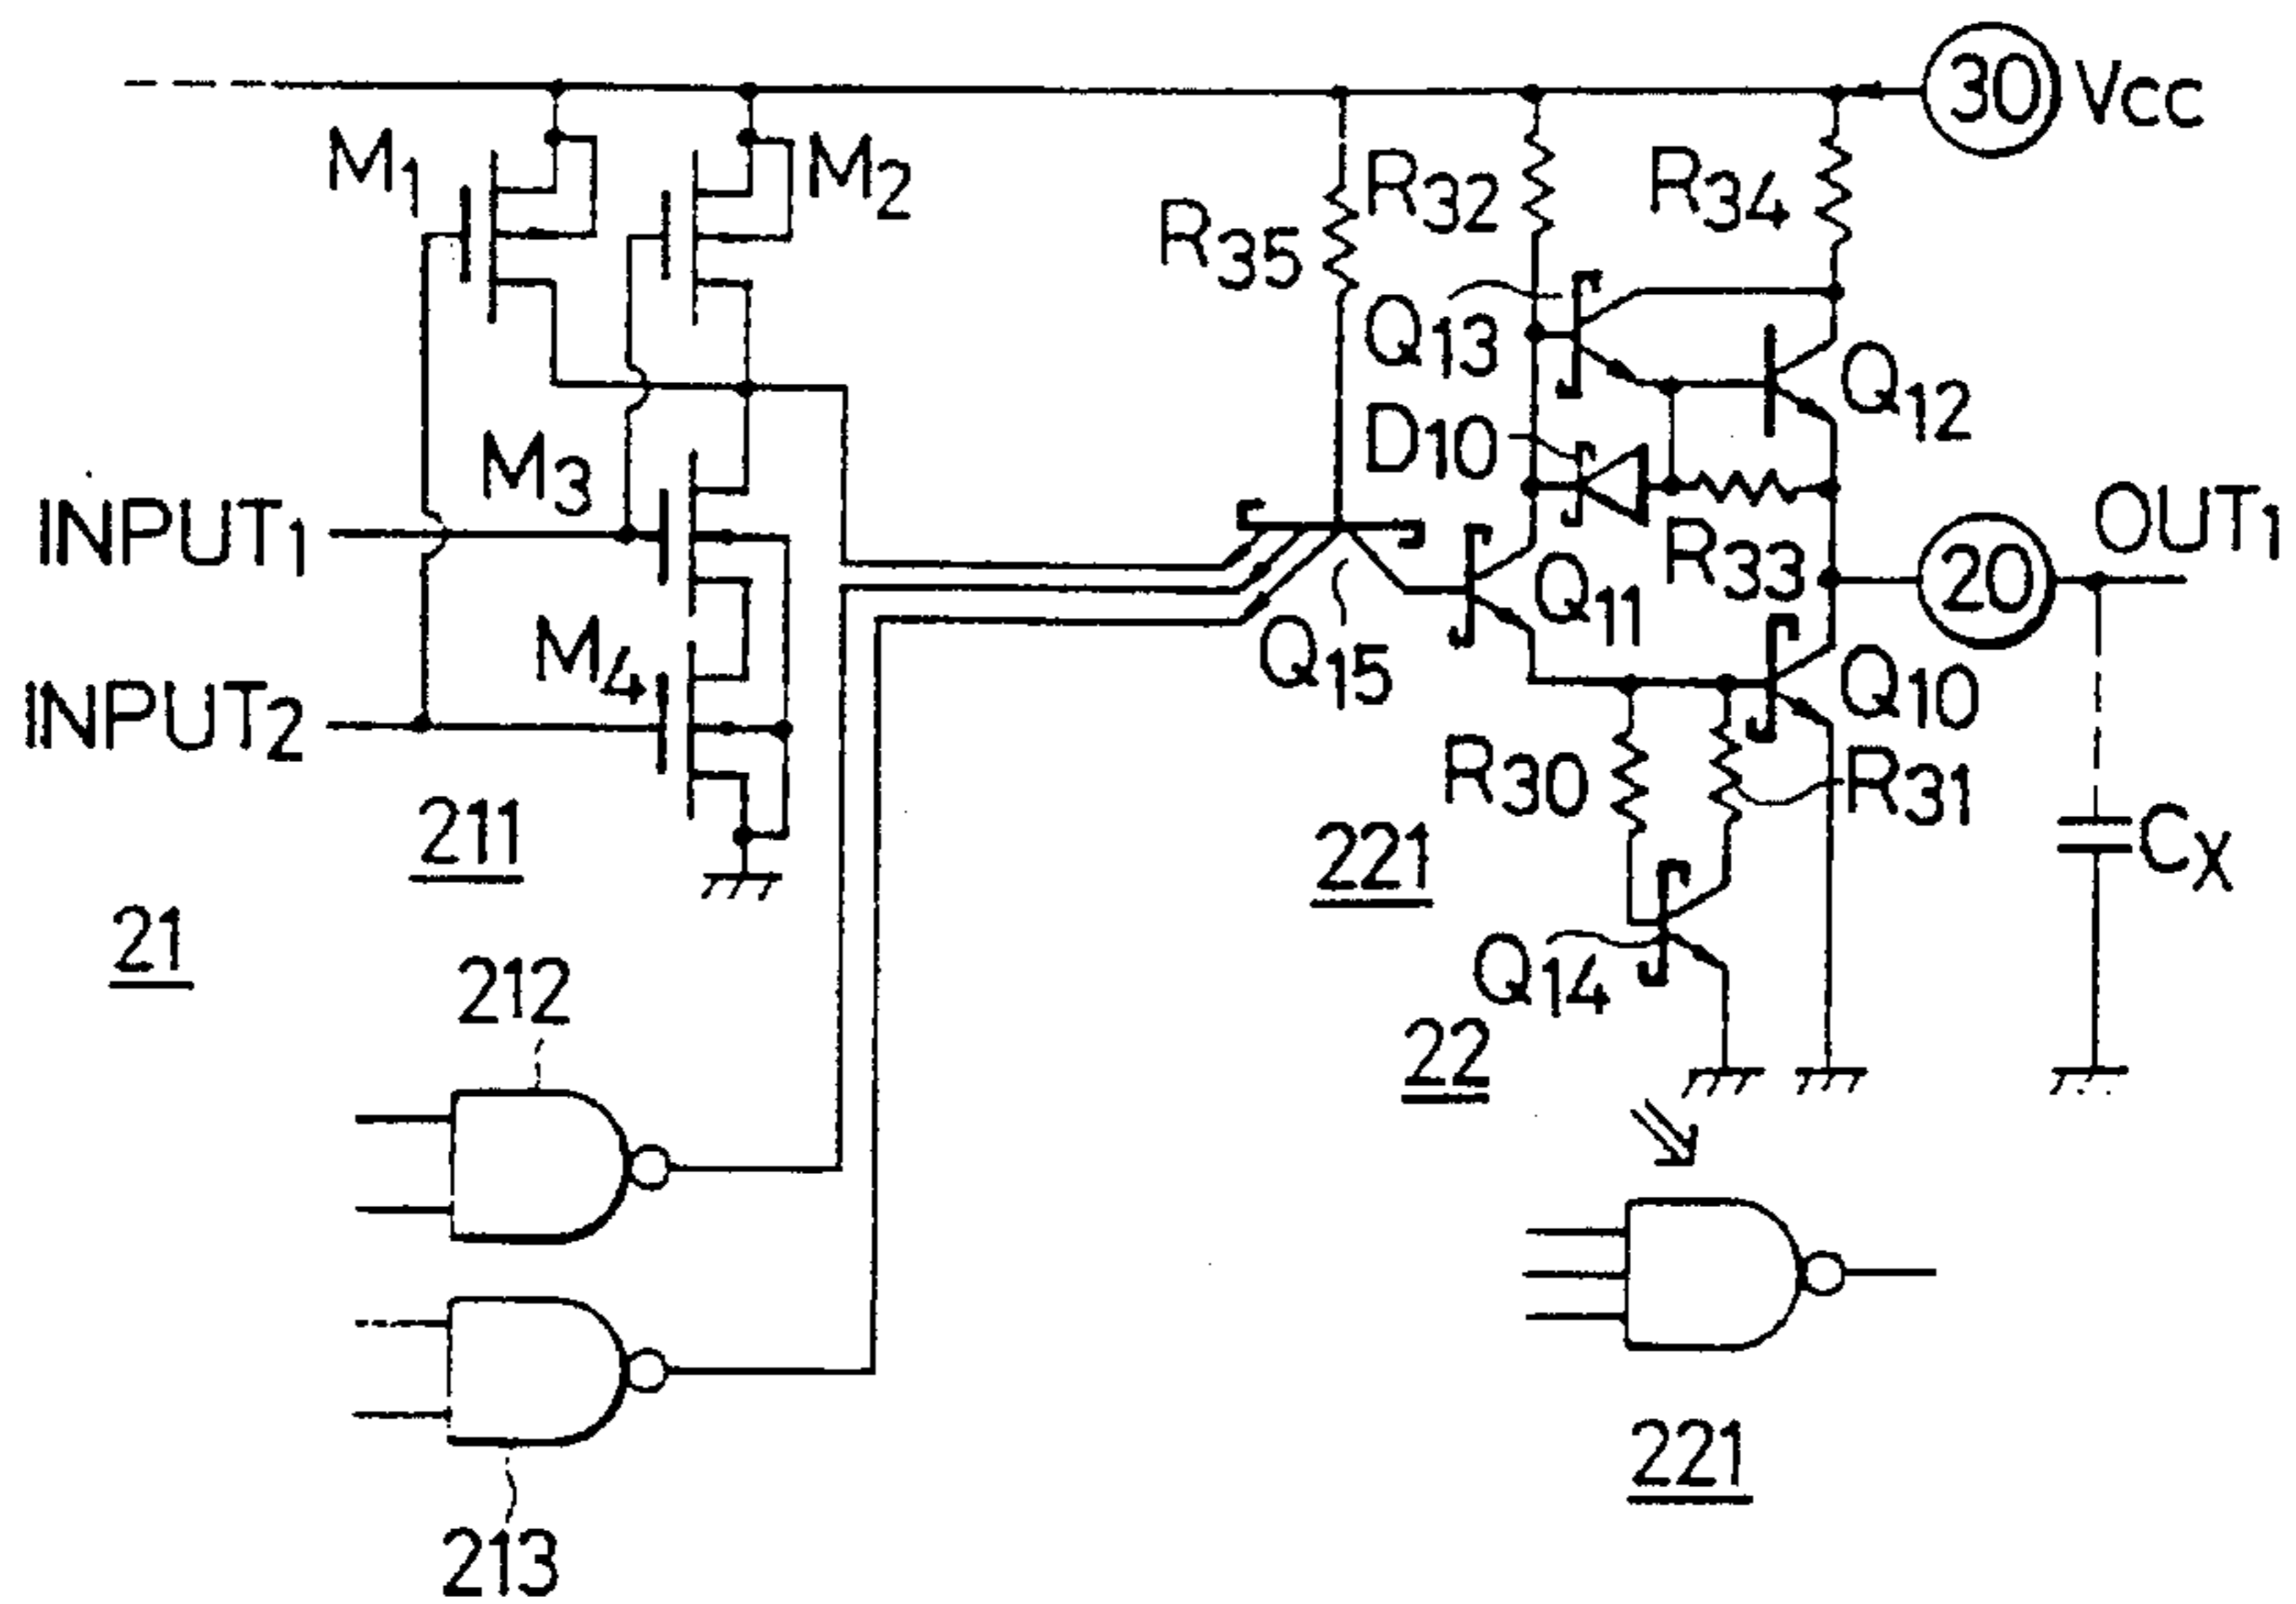 30 VCC
M1
M2
R35
R32
R34
Q13
Q12
D10
M3
INPUT1
R33
20
OUT1
Q11
M4
Q15
INPUT2
Q10
R30
R31
211
221
CX
21
Q14
212
22
221
213